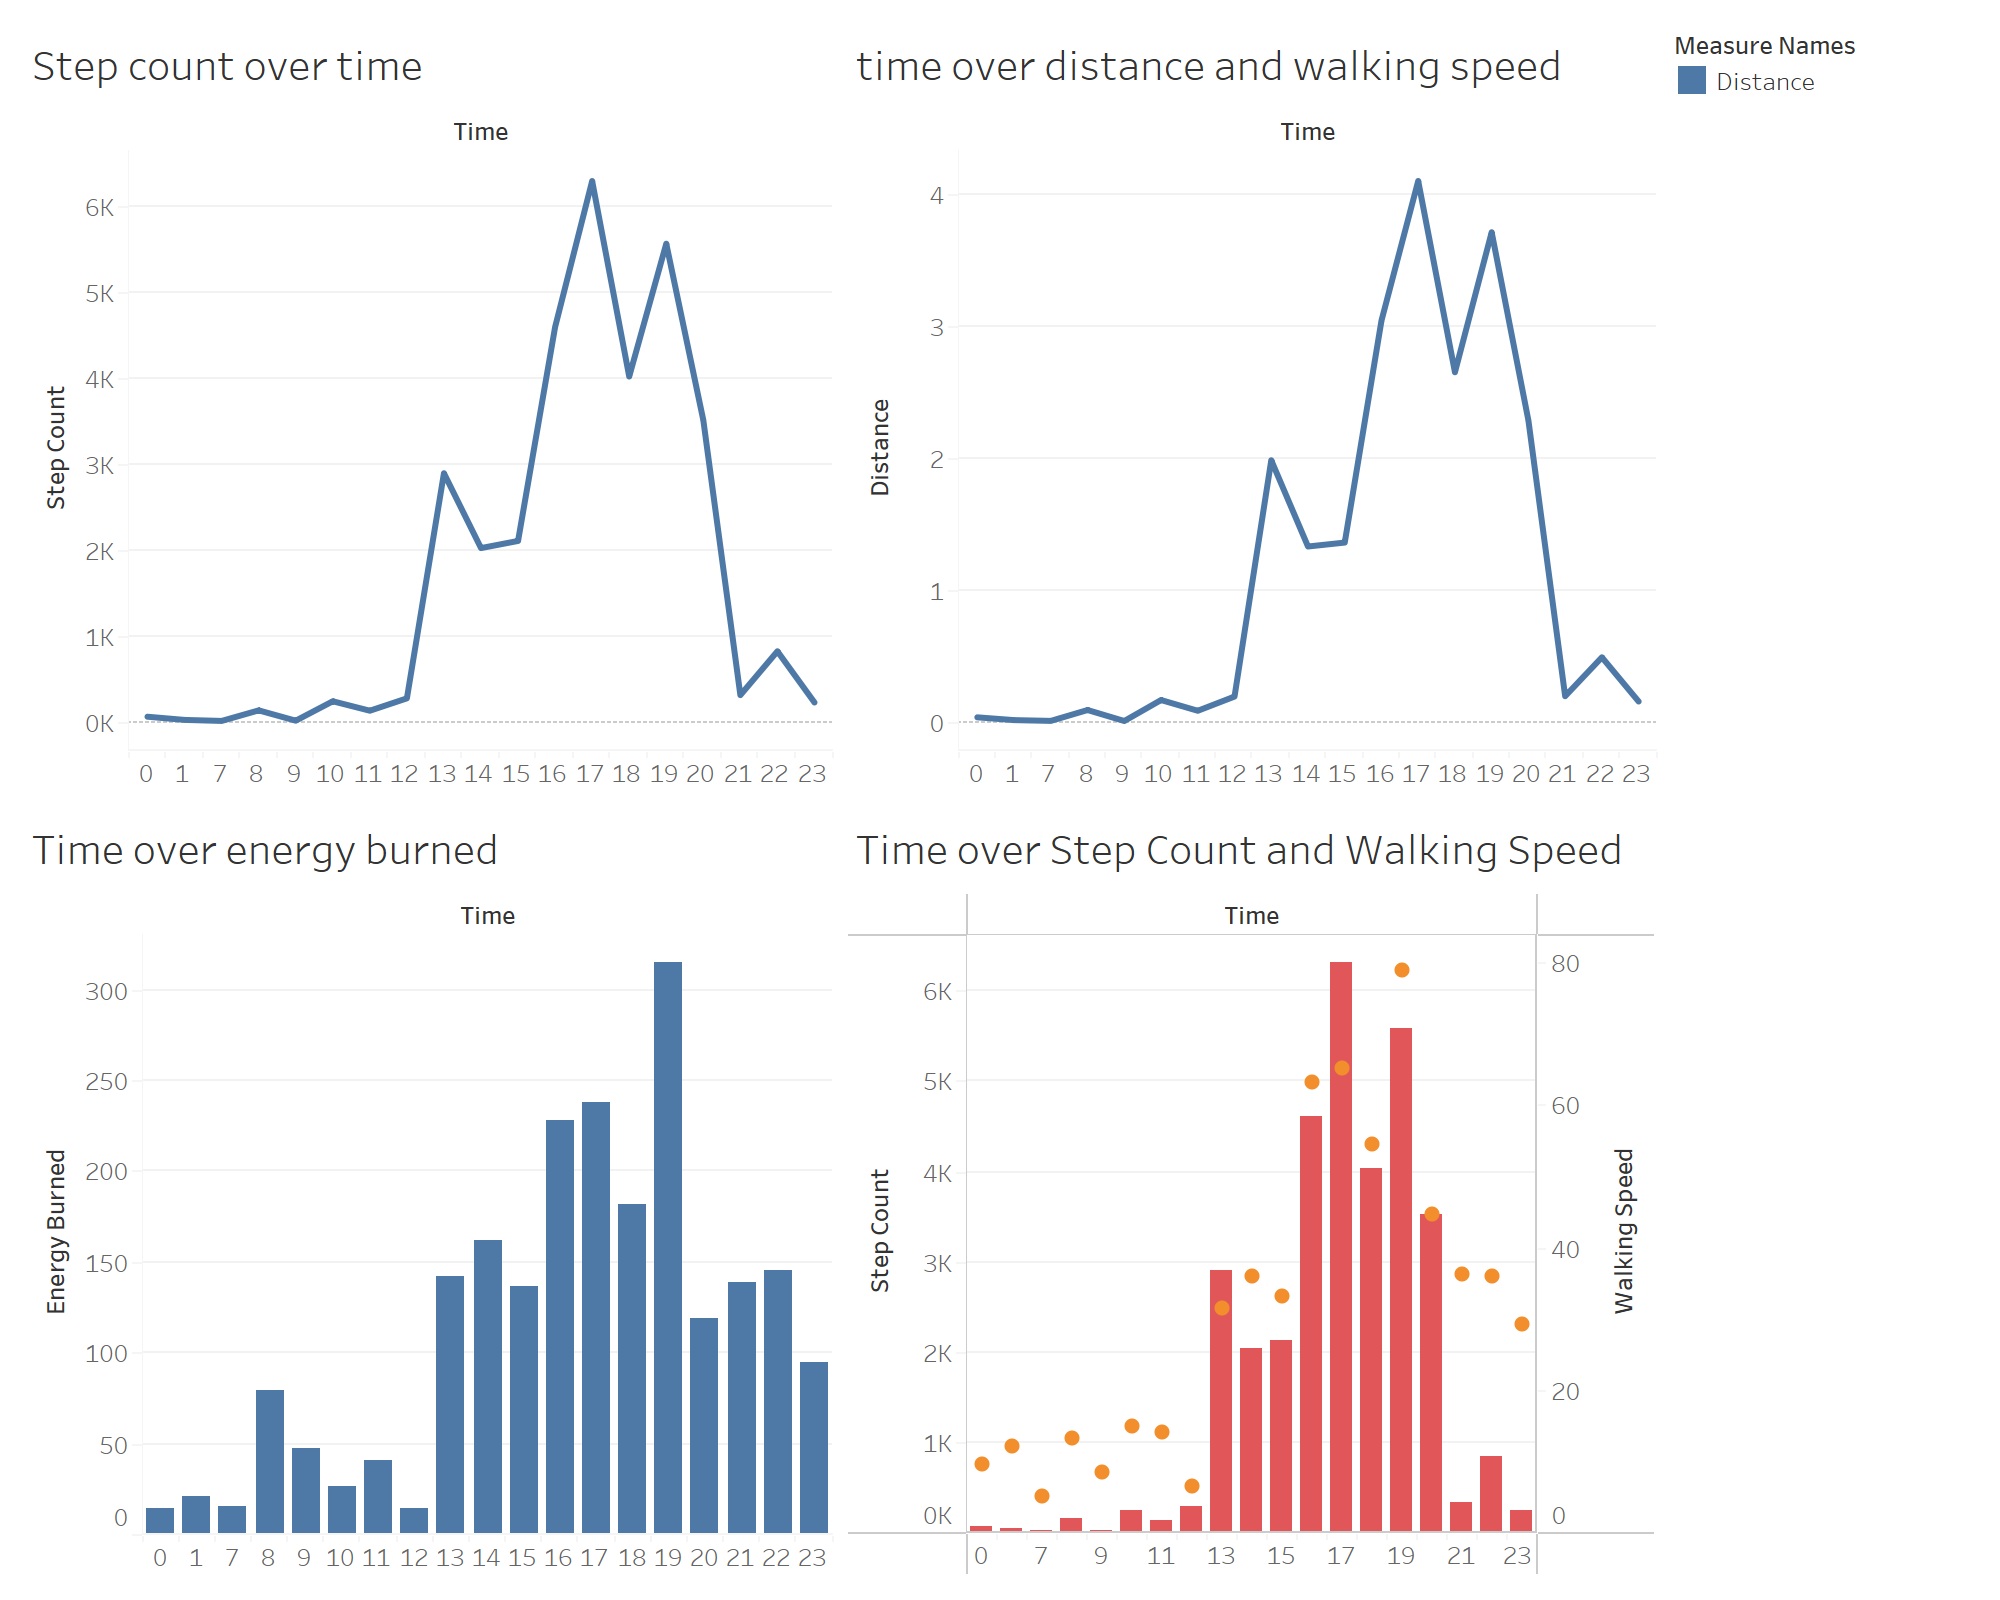 Step count over time
Time
Step Count
6K
5K
4K
3K
2K
1K
0K
0 1 7 8 9 10 11 12 13 14 15 16 17 18 19 20 21 22 23
time over distance and walking speed
Time
Distance
4
3
2
1
0
0 1 7 8 9 10 11 12 13 14 15 16 17 18 19 20 21 22 23
Measure Names
Distance
Time over energy burned
Time
Energy Burned
300
250
200
150
100
50
0
0 1 7 8 9 10 11 12 13 14 15 16 17 18 19 20 21 22 23
Time over Step Count and Walking Speed
Time
Step Count
6K
5K
4K
3K
2K
1K
0K
80
60
40
20
0
Walking Speed
0 7 9 11 13 15 17 19 21 23